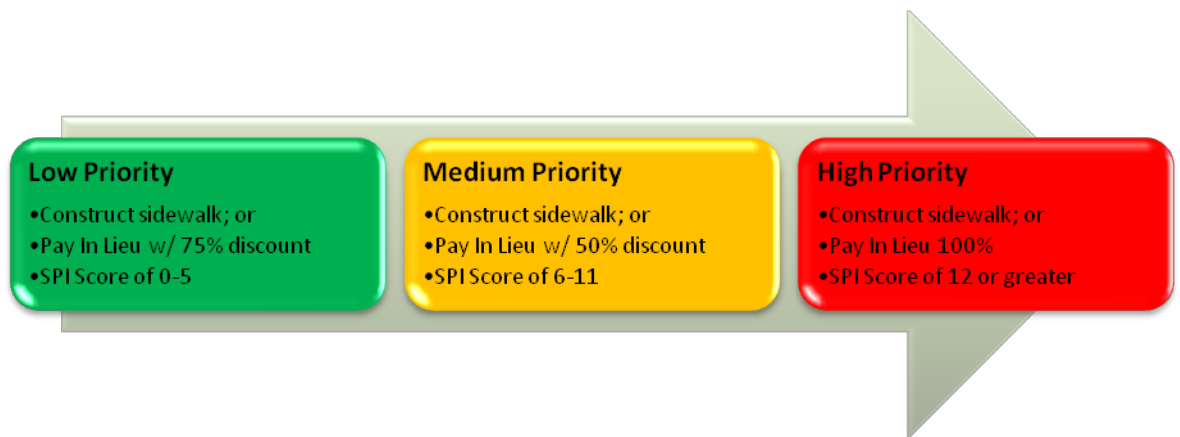 Low Priority
•Construct sidewalk; or
•Pay In Lieu w/ 75% discount
•SPI Score of 0-5
Medium Priority
•Construct sidewalk; or
•Pay In Lieu w/ 50% discount
•SPI Score of 6-11
High Priority
•Construct sidewalk; or
•Pay In Lieu 100%
•SPI Score of 12 or greater